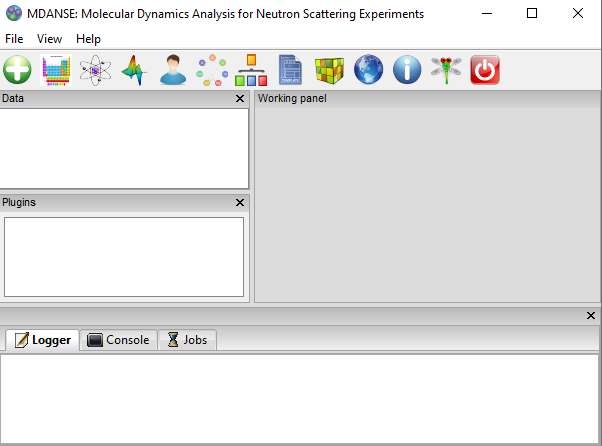 MDANSE: Molecular Dynamics Analysis for Neutron Scattering Experiments
File View Help
Data
Working panel
Plugins
Logger Console Jobs